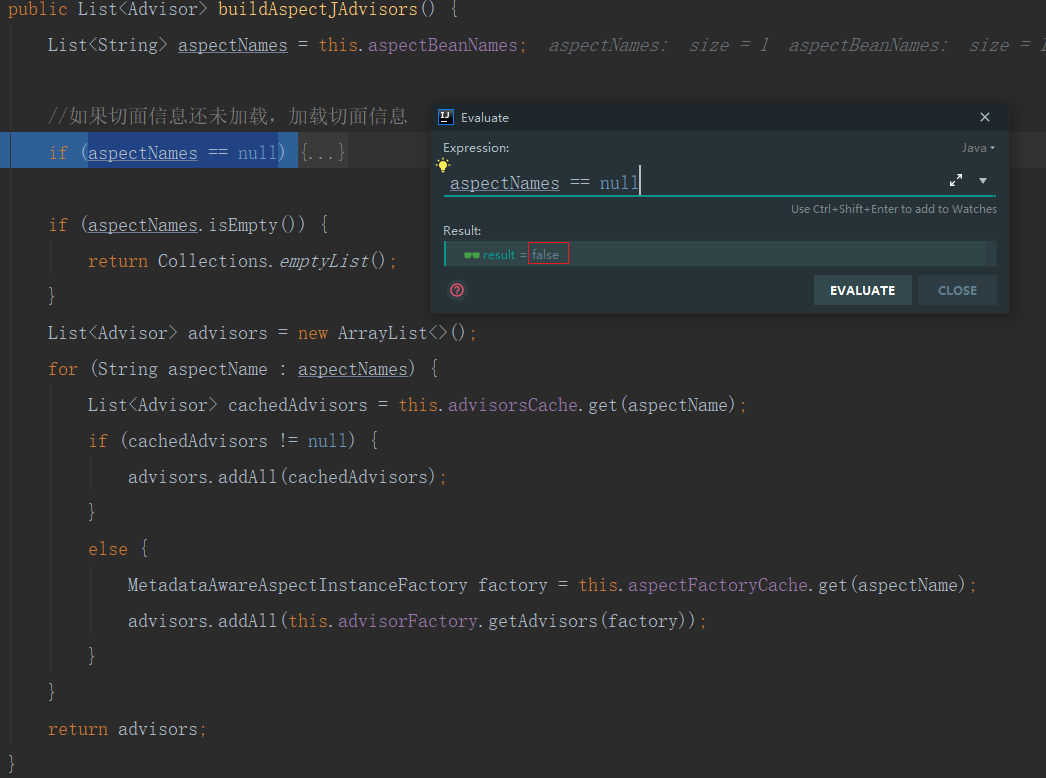 public List<Advisor> buildAspectJAdvisors() {
List<String> aspectNames = this.aspectBeanNames; aspectNames: size = 1 aspectBeanNames: size = 1
//如果切面信息还未加载，加载切面信息
if (aspectNames == null) {...}
if (aspectNames.isEmpty()) {
return Collections.emptyList();
}
List<Advisor> advisors = new ArrayList<>();
for (String aspectName : aspectNames) {
List<Advisor> cachedAdvisors = this.advisorsCache.get(aspectName);
if (cachedAdvisors != null) {
advisors.addAll(cachedAdvisors);
}
else {
MetadataAwareAspectInstanceFactory factory = this.aspectFactoryCache.get(aspectName);
advisors.addAll(this.advisorFactory.getAdvisors(factory));
}
}
return advisors;
}
IJ Evaluate
Expression: Java
aspectNames == null
Use Ctrl+Shift+Enter to add to Watches
Result:
result = false
EVALUATE CLOSE